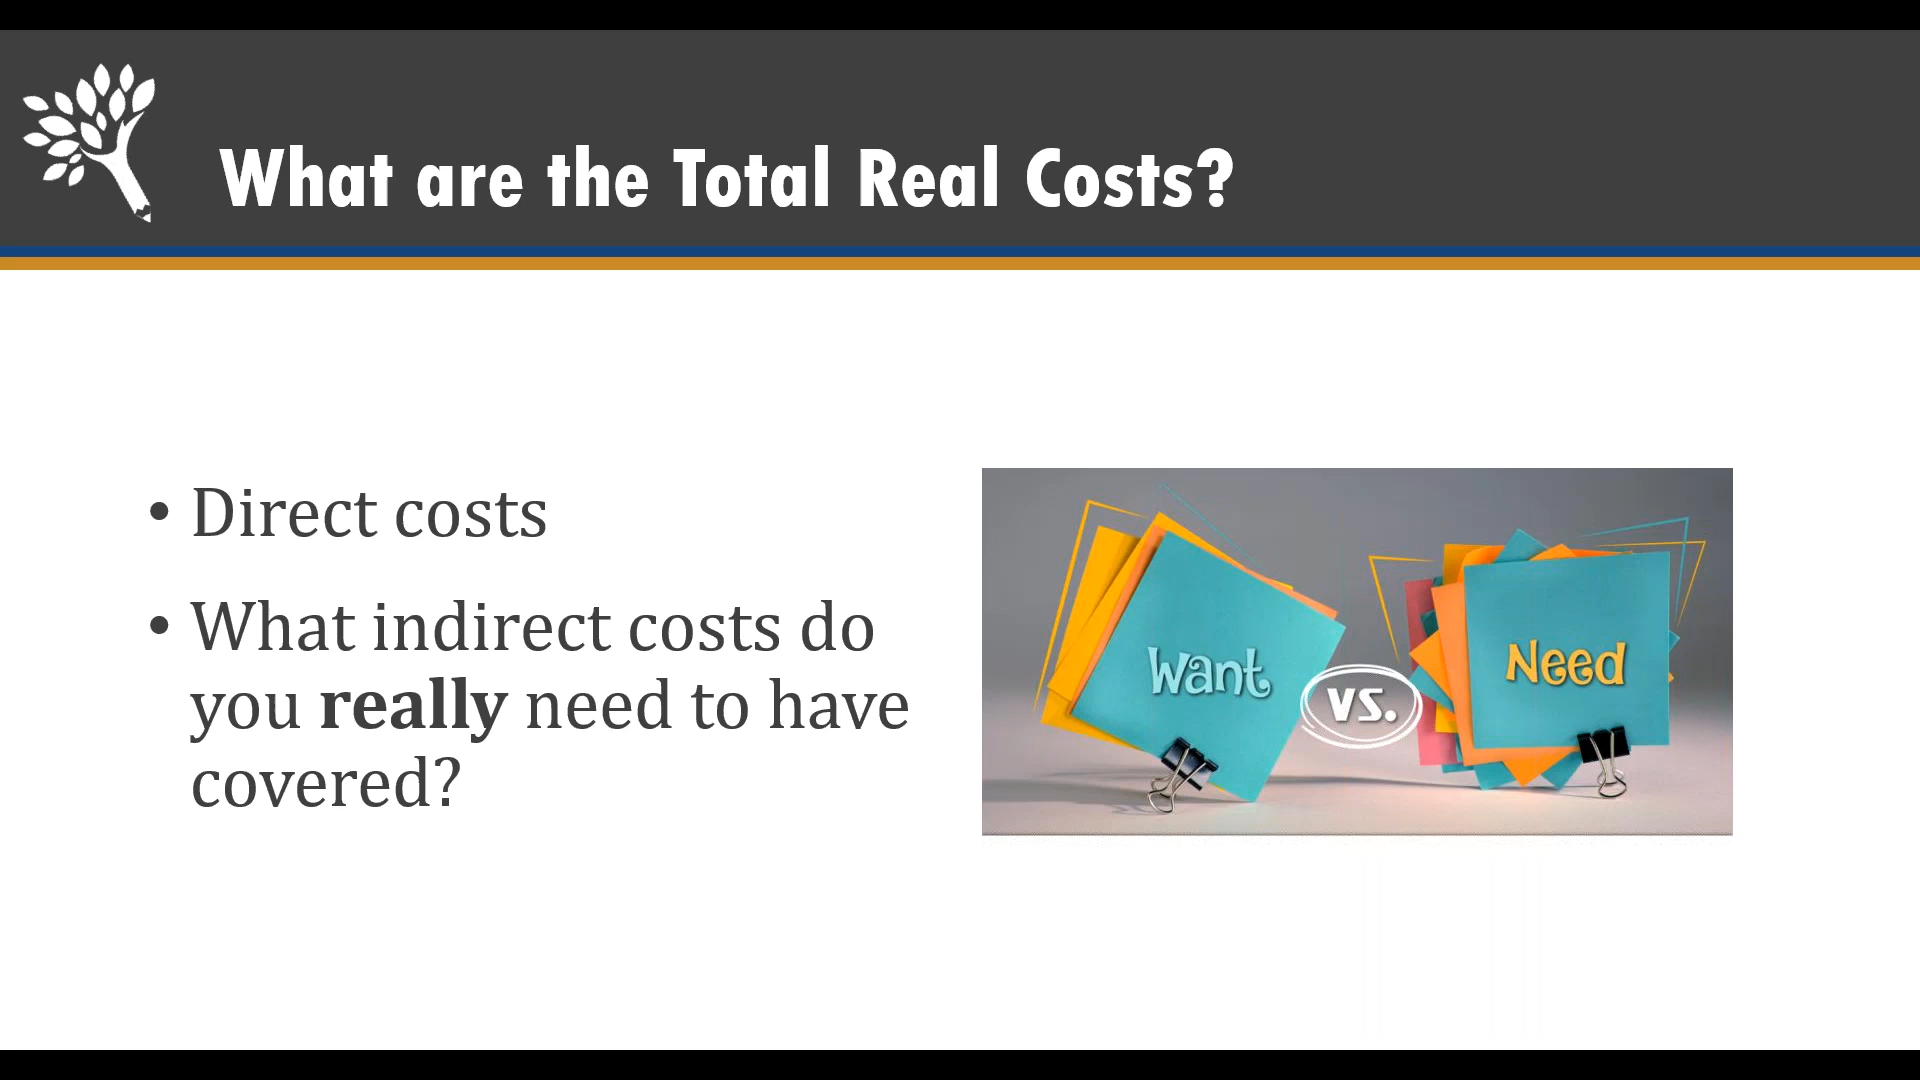 What are the Total Real Costs?
• Direct costs
• What indirect costs do
you really need to have
covered?
Want
vs.
Need